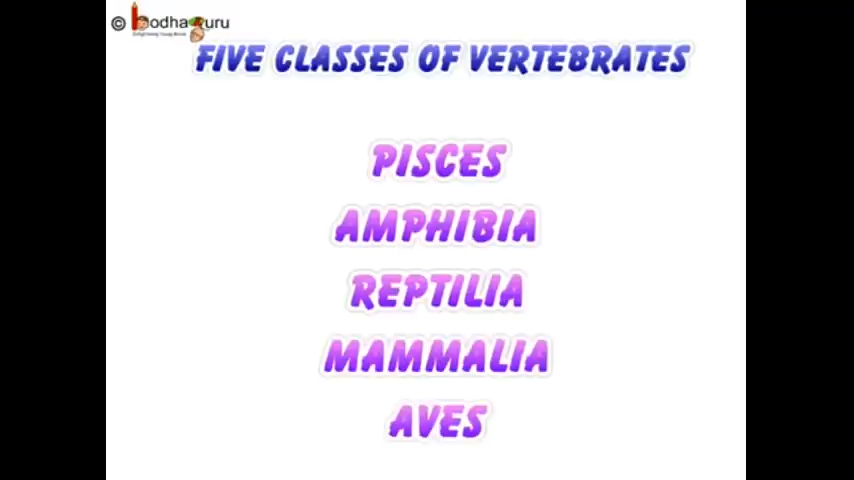 © bodhaguru
FIVE CLASSES OF VERTEBRATES
PISCES
AMPHIBIA
REPTILIA
MAMMALIA
AVES